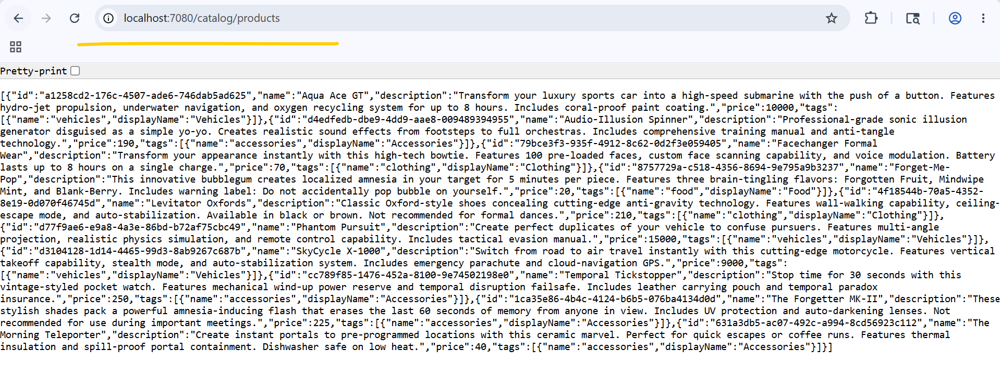 localhost:7080/catalog/products
Pretty-print
[{"id":"a1258cd2-176c-4507-ade6-746dab5ad625","name":"Aqua Ace GT","description":"Transform your luxury sports car into a high-speed submarine with the push of a button. Features
hydro-jet propulsion, underwater navigation, and oxygen recycling system for up to 8 hours. Includes coral-proof paint coating.","price":10000,"tags":
[{"name":"vehicles","displayName":"Vehicles"}]},{"id":"d4edfedb-dbe9-4dd9-aae8-009489394955","name":"Audio-Illusion Spinner","description":"Professional-grade sonic illusion
generator disguised as a simple yo-yo. Creates realistic sound effects from footsteps to full orchestras. Includes comprehensive training manual and anti-tangle
technology.","price":190,"tags":[{"name":"accessories","displayName":"Accessories"}]},{"id":"79bce3f3-935f-4912-8c62-0d2f3e059405","name":"Facechanger Formal
Wear","description":"Transform your appearance instantly with this high-tech bowtie. Features 100 pre-loaded faces, custom face scanning capability, and voice modulation. Battery
lasts up to 8 hours on a single charge.","price":70,"tags":[{"name":"clothing","displayName":"Clothing"}]},{"id":"8757729a-c518-4356-8694-9e795a9b3237","name":"Forget-Me-
Pop","description":"This innovative bubblegum creates localized amnesia in your target for 5 minutes per piece. Features three brain-tingling flavors: Forgotten Fruit, Mindwipe
Mint, and Blank-Berry. Includes warning label: Do not accidentally pop bubble on yourself.","price":20,"tags":[{"name":"food","displayName":"Food"}]},{"id":"4f18544b-70a5-4352-
8e19-0d070f46745d","name":"Levitator Oxfords","description":"Classic Oxford-style shoes concealing cutting-edge anti-gravity technology. Features wall-walking capability, ceiling-
escape mode, and auto-stabilization. Available in black or brown. Not recommended for formal dances.","price":210,"tags":[{"name":"clothing","displayName":"Clothing"}]},
{"id":"d77f9ae6-e9a8-4a3e-86bd-b72af75cbc49","name":"Phantom Pursuit","description":"Create perfect duplicates of your vehicle to confuse pursuers. Features multi-angle
projection, realistic physics simulation, and remote control capability. Includes tactical evasion manual.","price":15000,"tags":[{"name":"vehicles","displayName":"Vehicles"}]},
{"id":"d3104128-1d14-4465-99d3-8ab9267c687b","name":"SkyCycle X-1000","description":"Switch from road to air travel instantly with this cutting-edge motorcycle. Features vertical
takeoff capability, stealth mode, and auto-stabilization system. Includes emergency parachute and cloud-navigation GPS.","price":9000,"tags":
[{"name":"vehicles","displayName":"Vehicles"}]},{"id":"cc789f85-1476-452a-8100-9e74502198e0","name":"Temporal Tickstopper","description":"Stop time for 30 seconds with this
vintage-styled pocket watch. Features mechanical wind-up power reserve and temporal disruption failsafe. Includes leather carrying pouch and temporal paradox
insurance.","price":250,"tags":[{"name":"accessories","displayName":"Accessories"}]},{"id":"1ca35e86-4b4c-4124-b6b5-076ba4134d0d","name":"The Forgetter MK-II","description":"These
stylish shades pack a powerful amnesia-inducing flash that erases the last 60 seconds of memory from anyone in view. Includes UV protection and auto-darkening lenses. Not
recommended for use during important meetings.","price":225,"tags":[{"name":"accessories","displayName":"Accessories"}]},{"id":"631a3db5-ac07-492c-a994-8cd56923c112","name":"The
Morning Teleporter","description":"Create instant portals to pre-programmed locations with this ceramic marvel. Perfect for quick escapes or coffee runs. Features thermal
insulation and spill-proof portal containment. Dishwasher safe on low heat.","price":40,"tags":[{"name":"accessories","displayName":"Accessories"}]}]